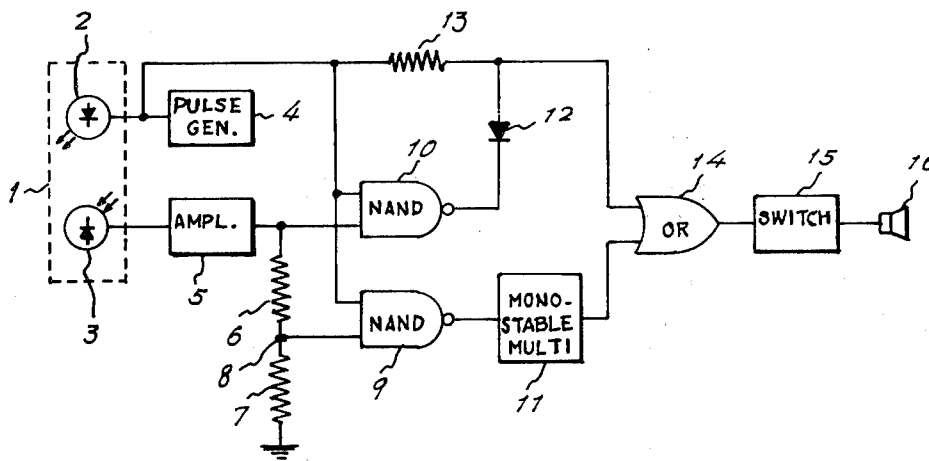 2
13
PULSE
GEN.
4
12
1
10
NAND
14
15
16
AMPL.
OR
SWITCH
3
5
6
NAND
MONO-
STABLE
MULTI
8
7
9
11